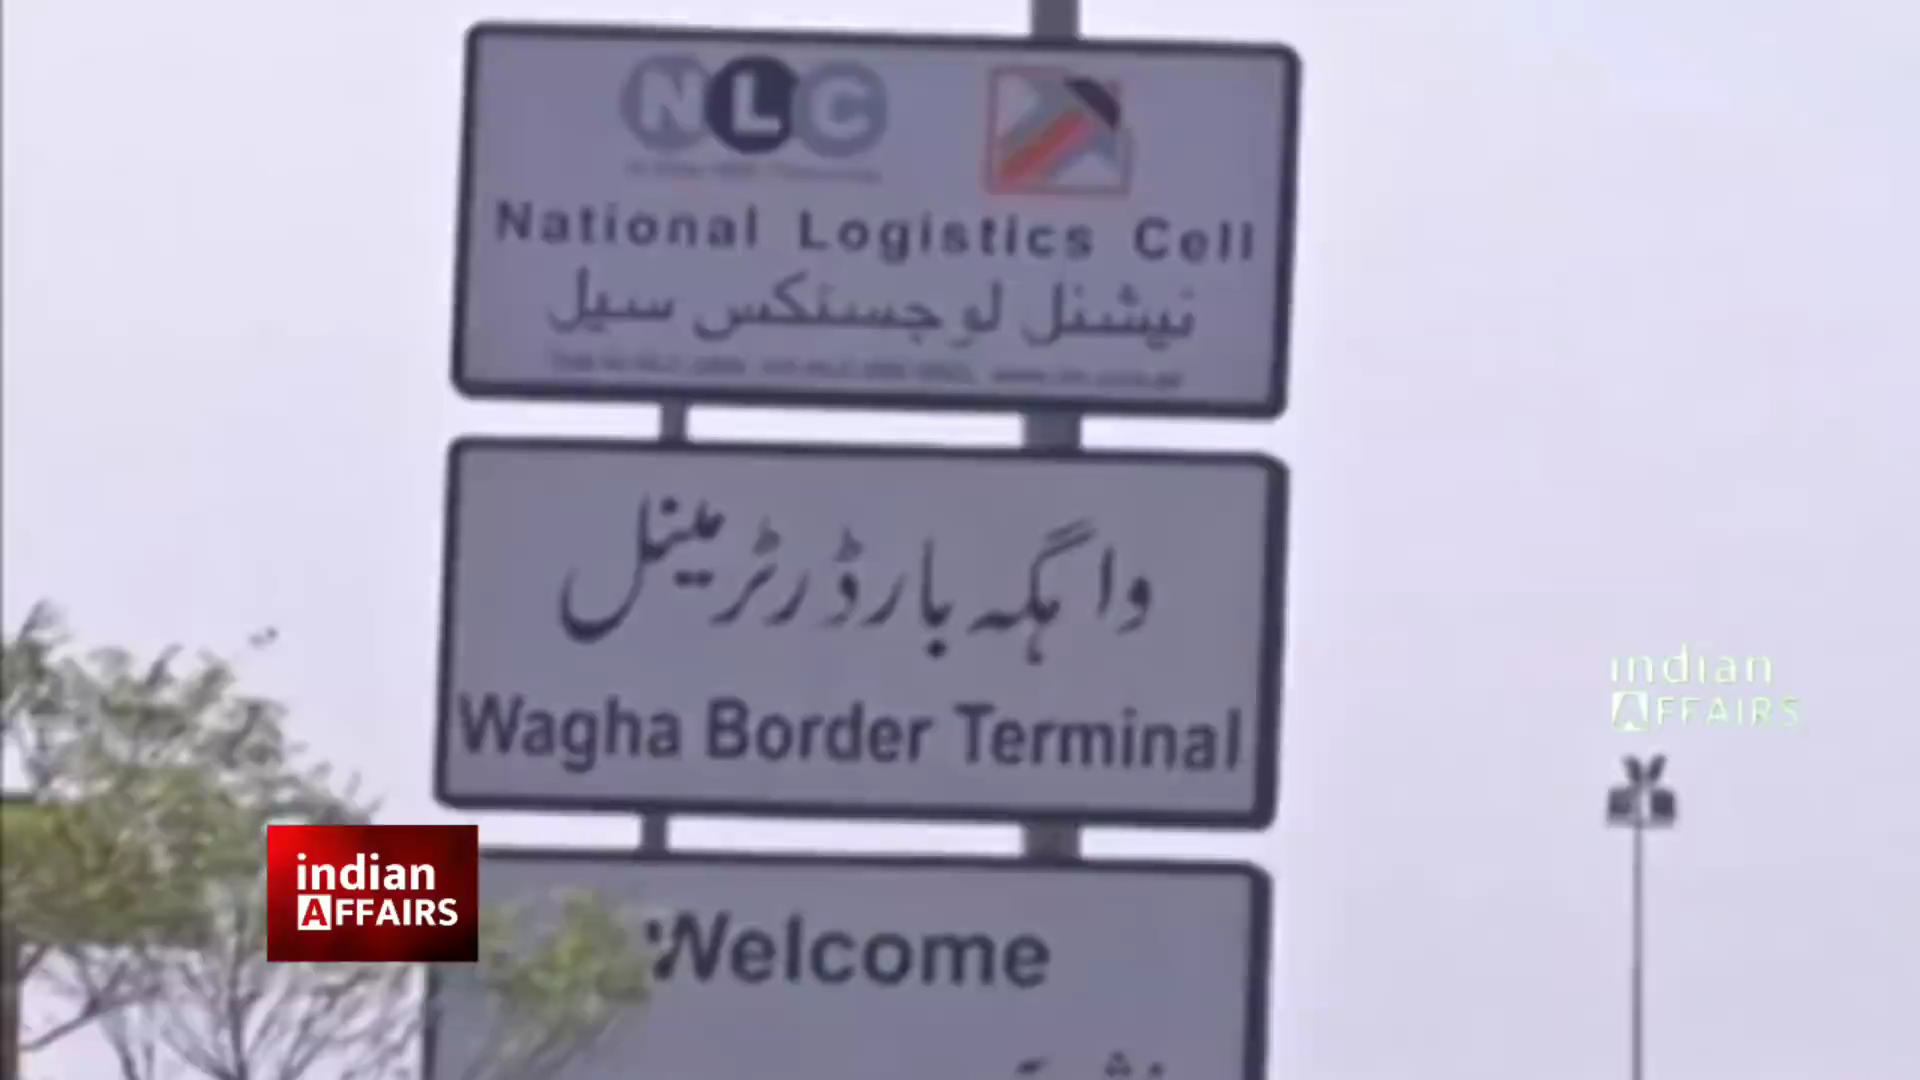 NLC
National Logistics Cell
نیشنل لوجسٹکس سیل
واہگہ بارڈر ٹرمینل
Wagha Border Terminal
Welcome
indian
AFFAIRS
indian
AFFAIRS